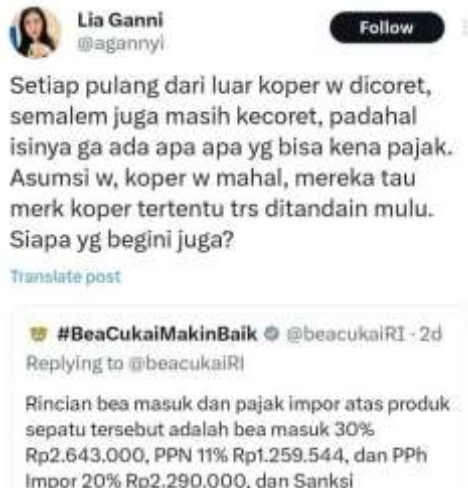 Lia Ganni
@agannyi
Follow
Setiap pulang dari luar koper w dicoret,
semalem juga masih kecoret, padahal
isinya ga ada apa apa yg bisa kena pajak.
Asumsi w, koper w mahal, mereka tau
merk koper tertentu trs ditandain mulu.
Siapa yg begini juga?
Translate post
#BeaCukaiMakinBaik @beacukaiRI · 2d
Replying to @beacukaiRI
Rincian bea masuk dan pajak impor atas produk
sepatu tersebut adalah bea masuk 30%
Rp2.643.000, PPN 11% Rp1.259.544, dan PPh
Impor 20% Rp2.290.000, dan Sanksi